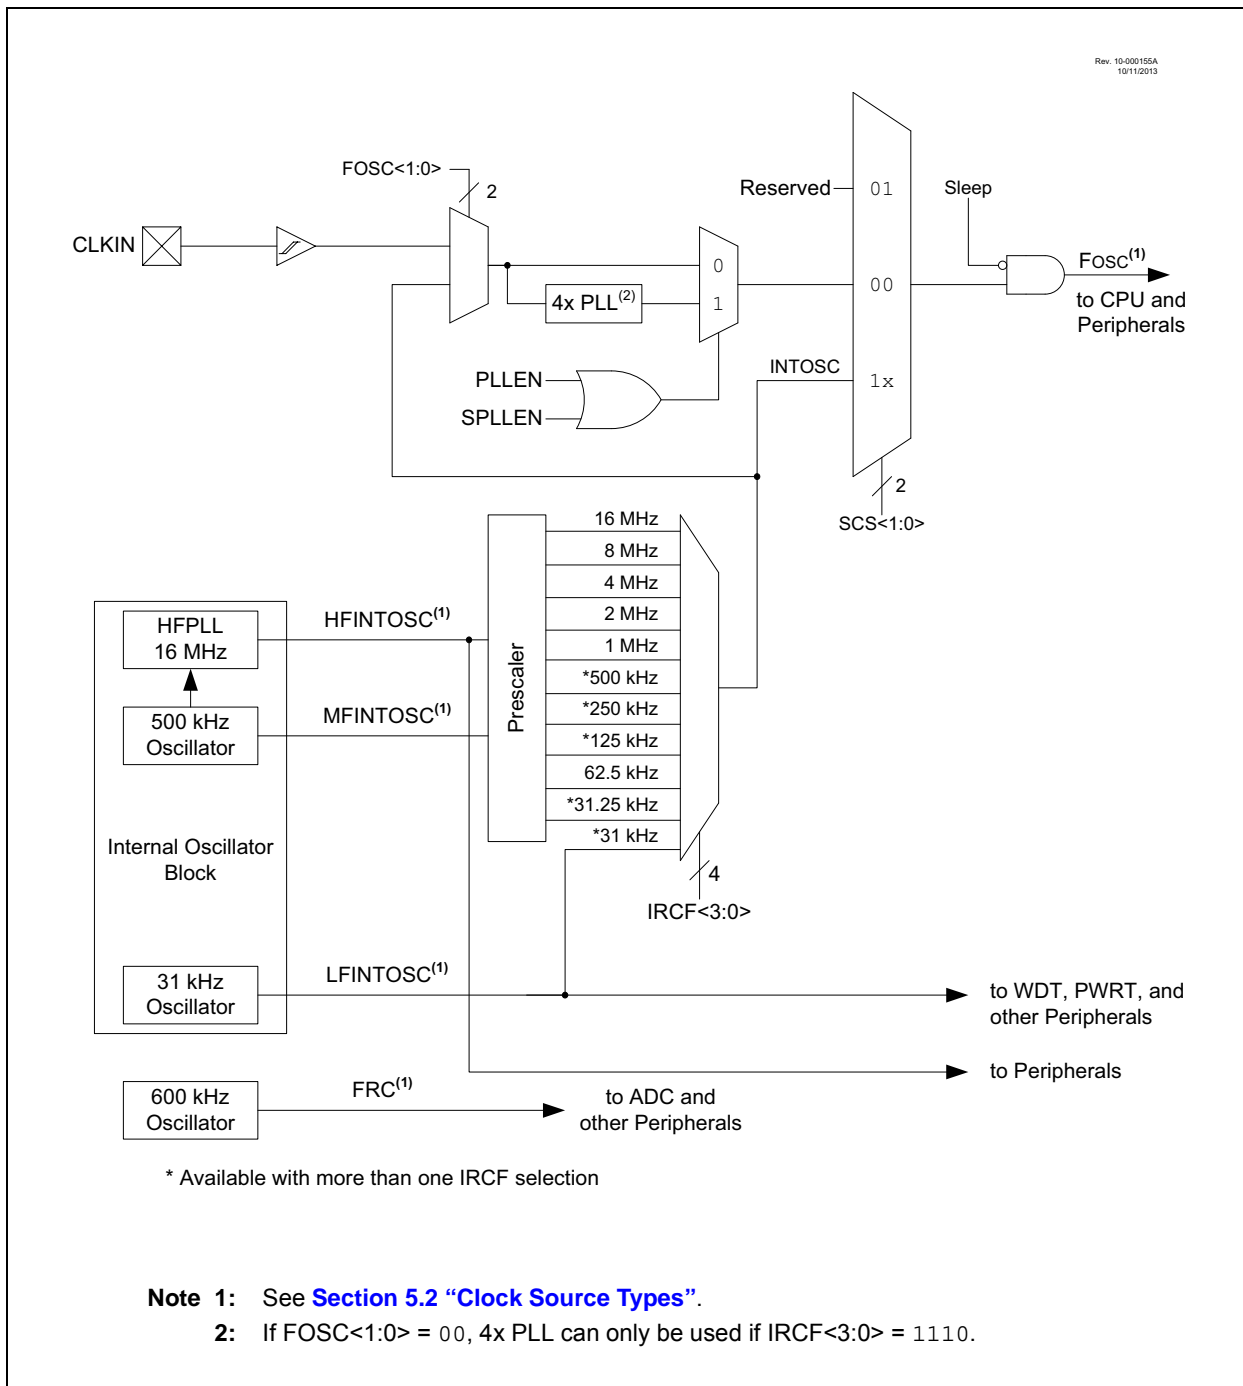 Rev. 10-000155A
10/11/2013
FOSC<1:0>
2
Reserved
01
Sleep
CLKIN
0
FOSC(1)
4x PLL(2)
1
00
to CPU and
Peripherals
PLLEN
SPLLEN
INTOSC
1x
2
SCS<1:0>
16 MHz
8 MHz
4 MHz
2 MHz
1 MHz
*500 kHz
*250 kHz
*125 kHz
62.5 kHz
*31.25 kHz
*31 kHz
Prescaler
HFPLL
16 MHz
HFINTOSC(1)
500 kHz
Oscillator
MFINTOSC(1)
Internal Oscillator
Block
4
IRCF<3:0>
31 kHz
Oscillator
LFINTOSC(1)
to WDT, PWRT, and
other Peripherals
to Peripherals
600 kHz
Oscillator
FRC(1)
to ADC and
other Peripherals
* Available with more than one IRCF selection
Note 1: See Section 5.2 “Clock Source Types”.
2: If FOSC<1:0> = 00, 4x PLL can only be used if IRCF<3:0> = 1110.